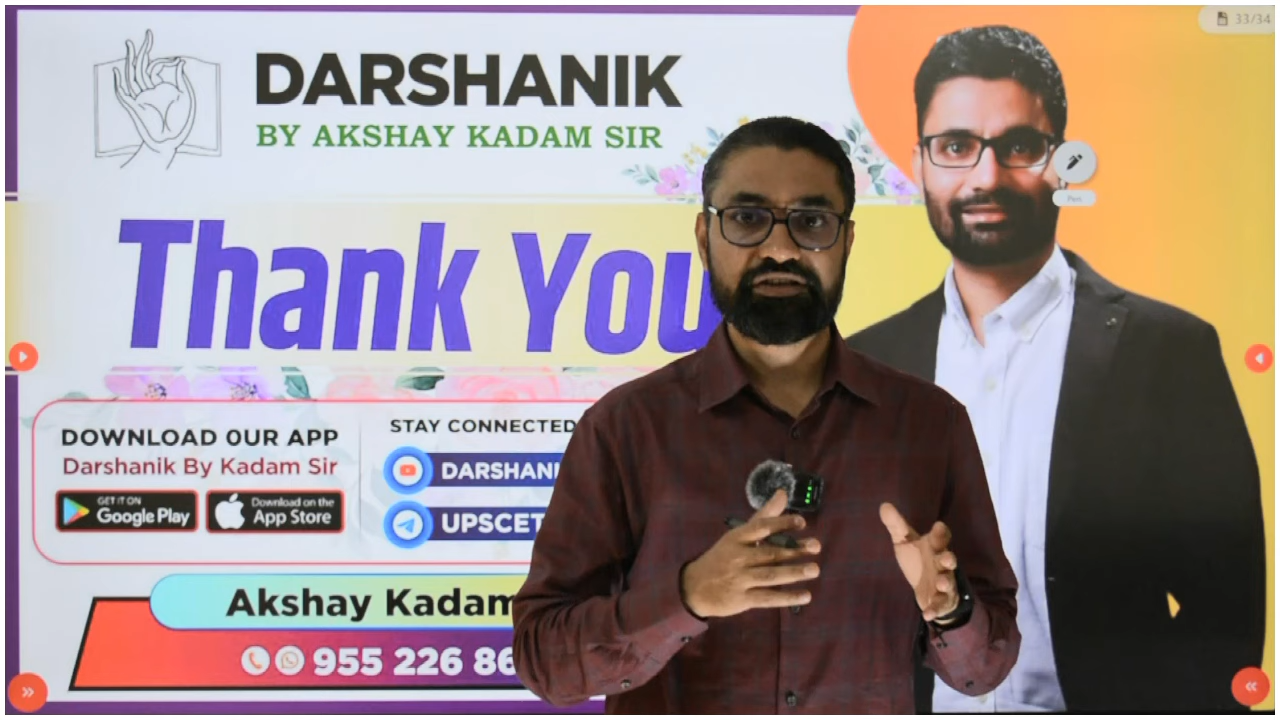 33/34
DARSHANIK
BY AKSHAY KADAM SIR
Pen
Thank You
DOWNLOAD OUR APP
Darshanik By Kadam Sir
GET IT ON
Google Play
Download on the
App Store
STAY CONNECTED
DARSHANI
UPSCET
Akshay Kadam
955 226 86